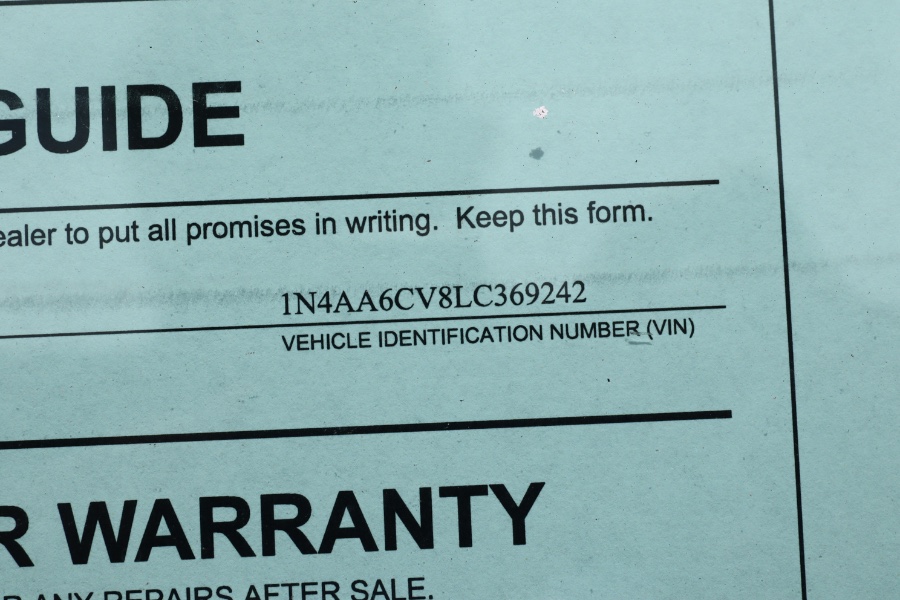 GUIDE
ealer to put all promises in writing. Keep this form.
1N4AA6CV8LC369242
VEHICLE IDENTIFICATION NUMBER (VIN)
R WARRANTY
R ANY REPAIRS AFTER SALE.